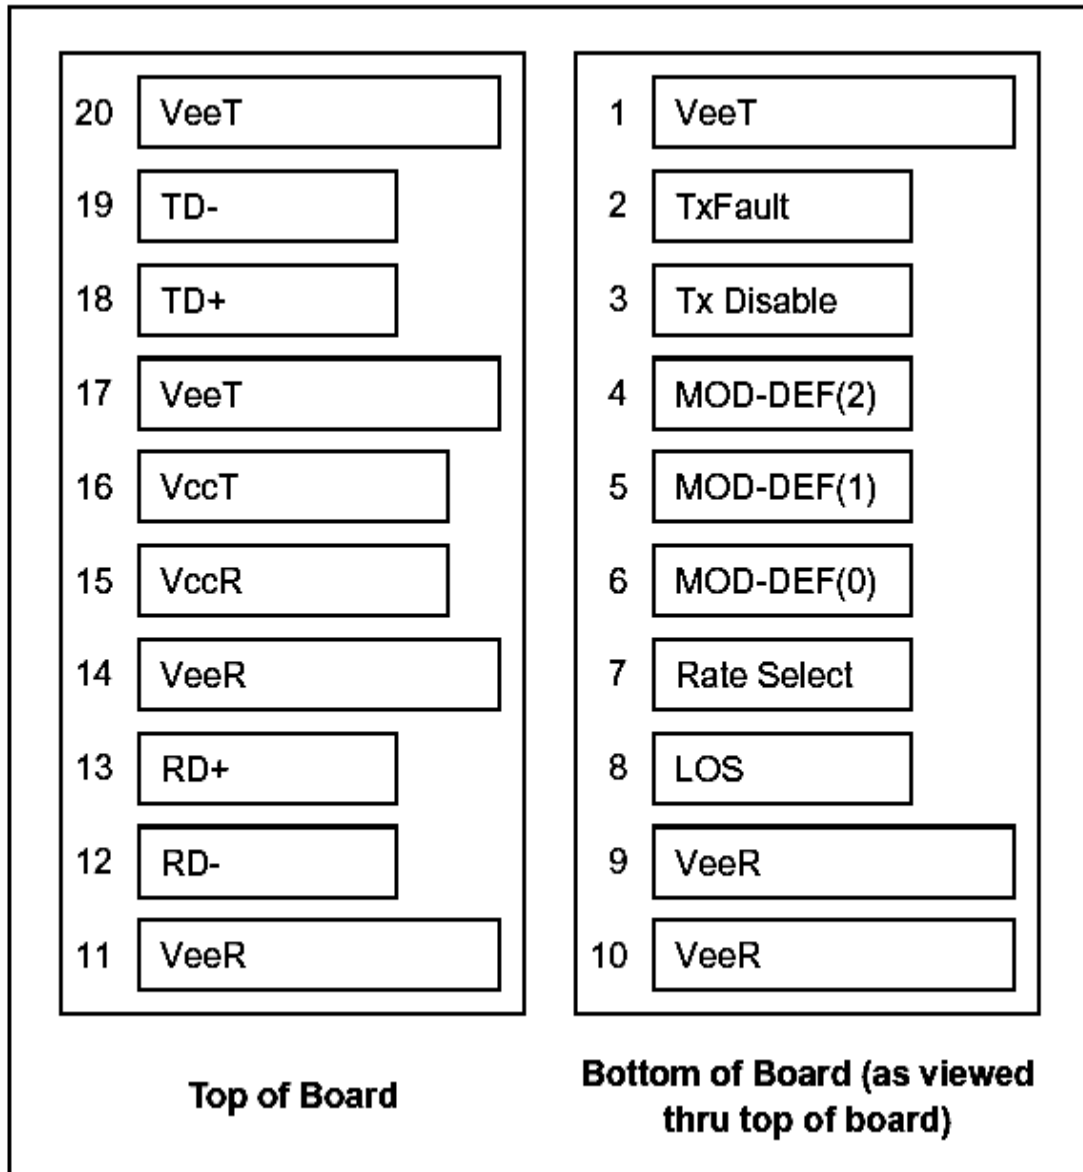 20 VeeT
19 TD-
18 TD+
17 VeeT
16 VccT
15 VccR
14 VeeR
13 RD+
12 RD-
11 VeeR
Top of Board
1 VeeT
2 TxFault
3 Tx Disable
4 MOD-DEF(2)
5 MOD-DEF(1)
6 MOD-DEF(0)
7 Rate Select
8 LOS
9 VeeR
10 VeeR
Bottom of Board (as viewed
thru top of board)